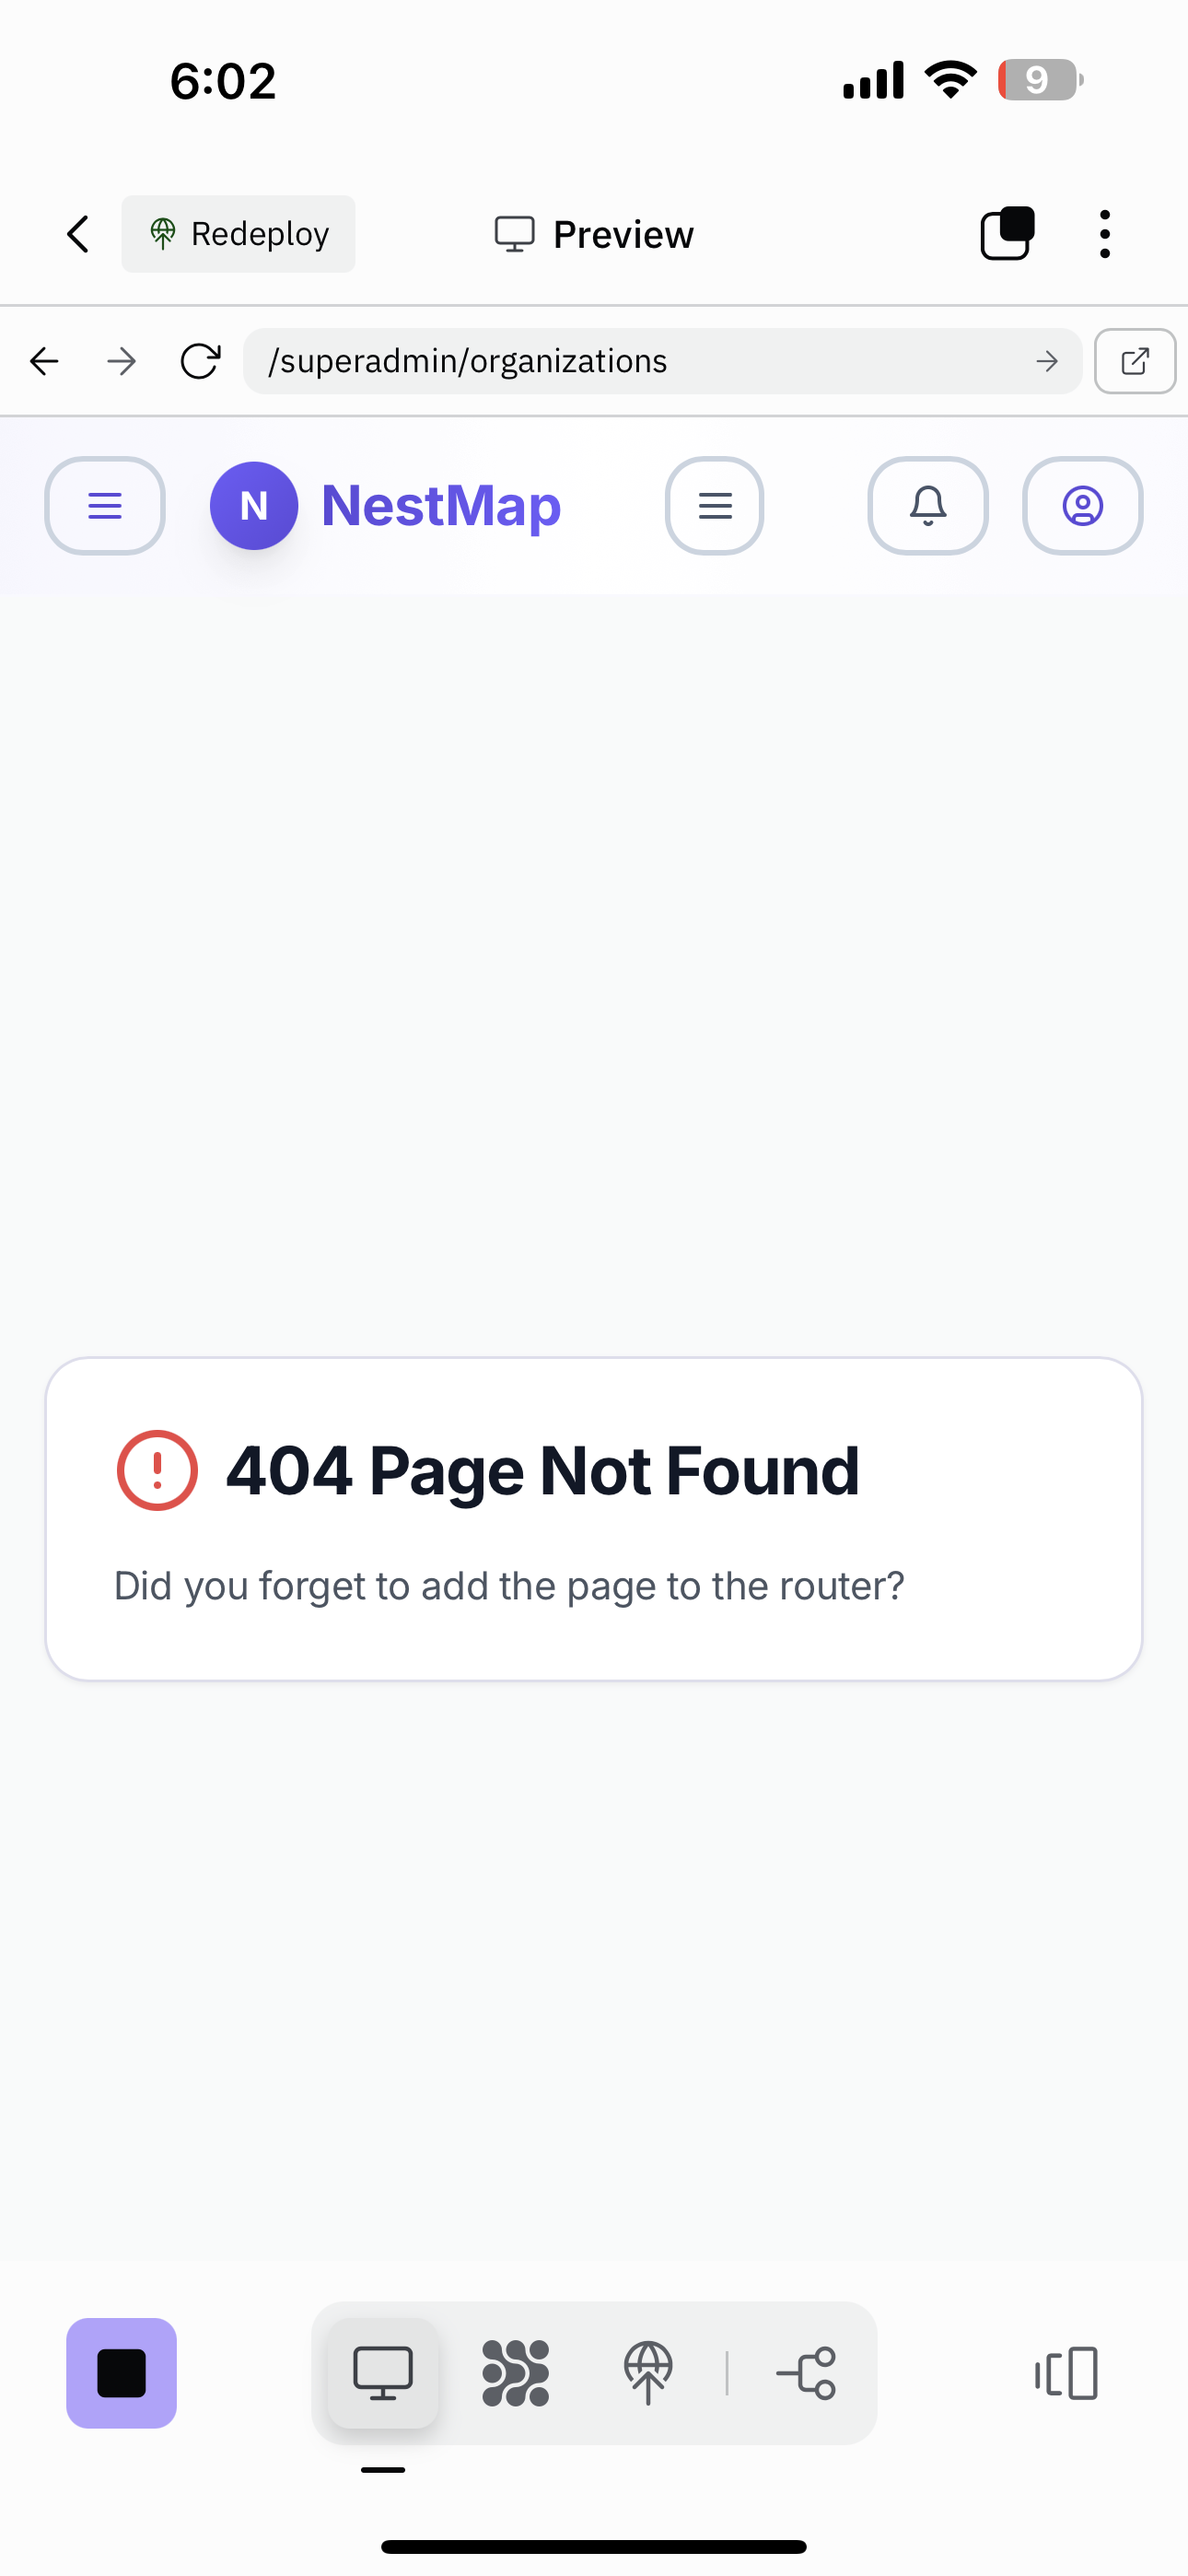 6:02
9
Redeploy
Preview
/superadmin/organizations
N
NestMap
404 Page Not Found
Did you forget to add the page to the router?